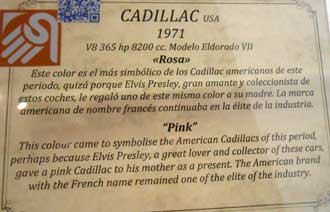 CADILLAC USA
1971
V8 365 hp 8200 cc. Modelo Eldorado VII
«Rosa»
Este color es el más simbólico de los Cadillac americanos de este
periodo, quizá porque Elvis Presley, gran amante y coleccionista de
estos coches, le regaló uno de este mismo color a su madre. La marca
americana de nombre francés continuaba en la élite de la industria.
"Pink"
This colour came to symbolise the American Cadillacs of this period,
perhaps because Elvis Presley, a great lover and collector of these cars,
gave a pink Cadillac to his mother as a present. The American brand
with the French name remained one of the elite of the industry.